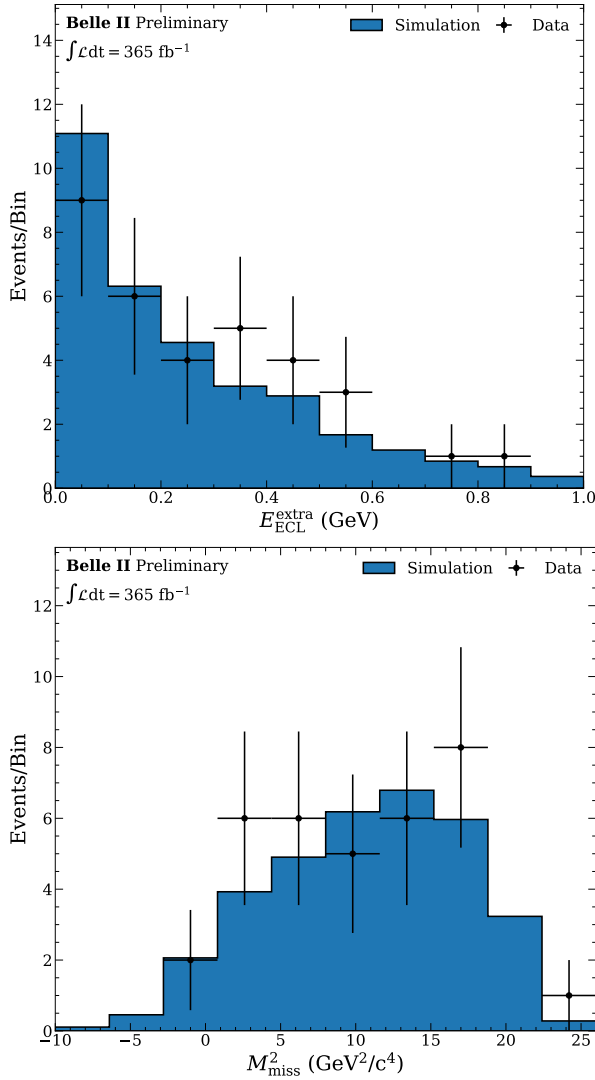 Belle II Preliminary
∫ℒdt = 365 fb⁻¹
Simulation
Data
Events/Bin
14
12
10
8
6
4
2
0
0.0 0.2 0.4 0.6 0.8 1.0
E_ECL^extra (GeV)
Belle II Preliminary
∫ℒdt = 365 fb⁻¹
Simulation
Data
Events/Bin
12
10
8
6
4
2
0
−10 −5 0 5 10 15 20 25
M²_miss (GeV²/c⁴)